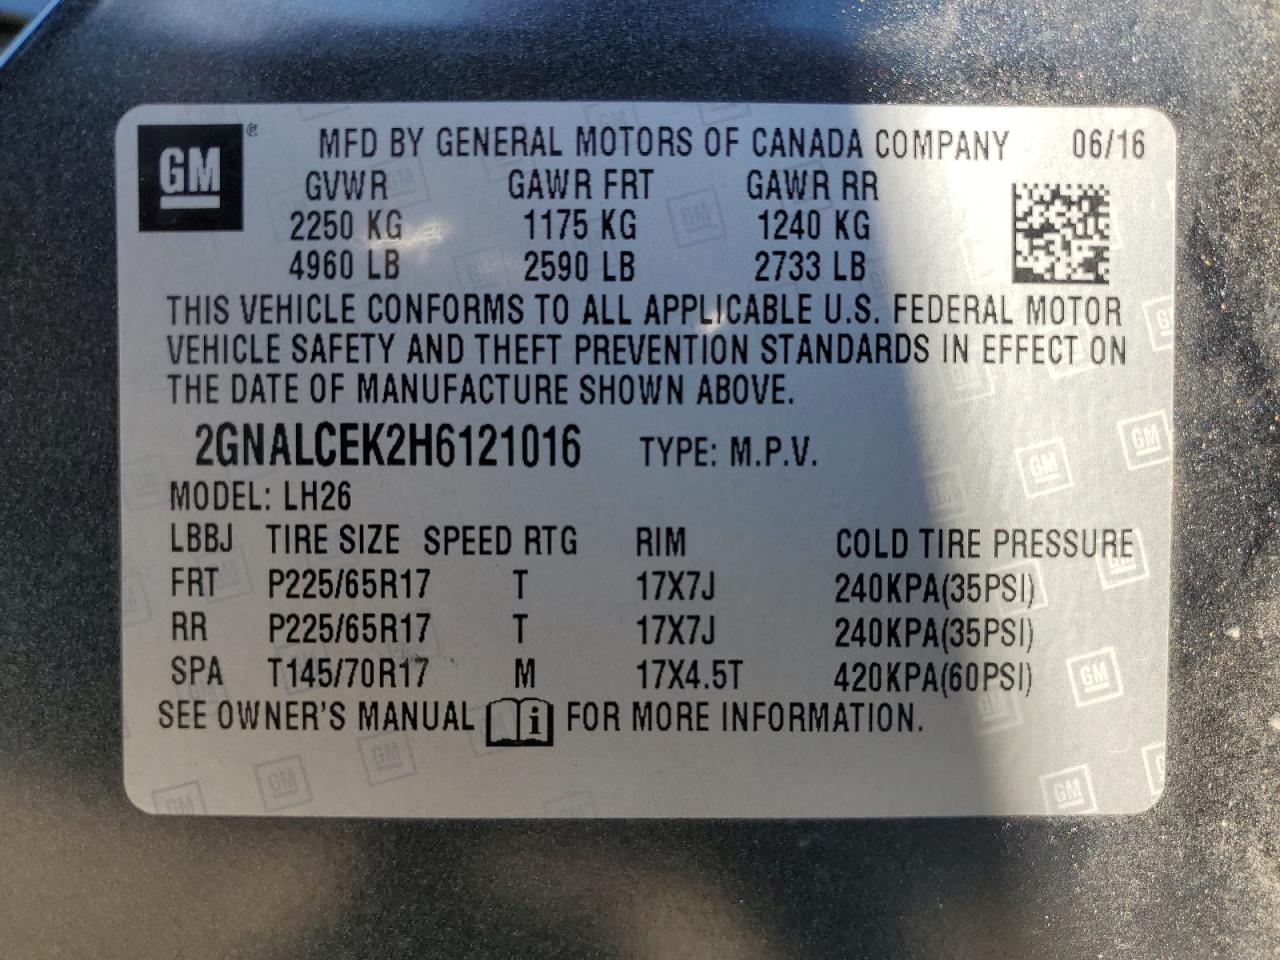 GM ® MFD BY GENERAL MOTORS OF CANADA COMPANY 06/16
GVWR GAWR FRT GAWR RR
2250 KG 1175 KG 1240 KG
4960 LB 2590 LB 2733 LB
THIS VEHICLE CONFORMS TO ALL APPLICABLE U.S. FEDERAL MOTOR
VEHICLE SAFETY AND THEFT PREVENTION STANDARDS IN EFFECT ON
THE DATE OF MANUFACTURE SHOWN ABOVE.
2GNALCEK2H6121016 TYPE: M.P.V.
MODEL: LH26
LBBJ TIRE SIZE SPEED RTG RIM COLD TIRE PRESSURE
FRT P225/65R17 T 17X7J 240KPA(35PSI)
RR P225/65R17 T 17X7J 240KPA(35PSI)
SPA T145/70R17 M 17X4.5T 420KPA(60PSI)
SEE OWNER'S MANUAL i FOR MORE INFORMATION.